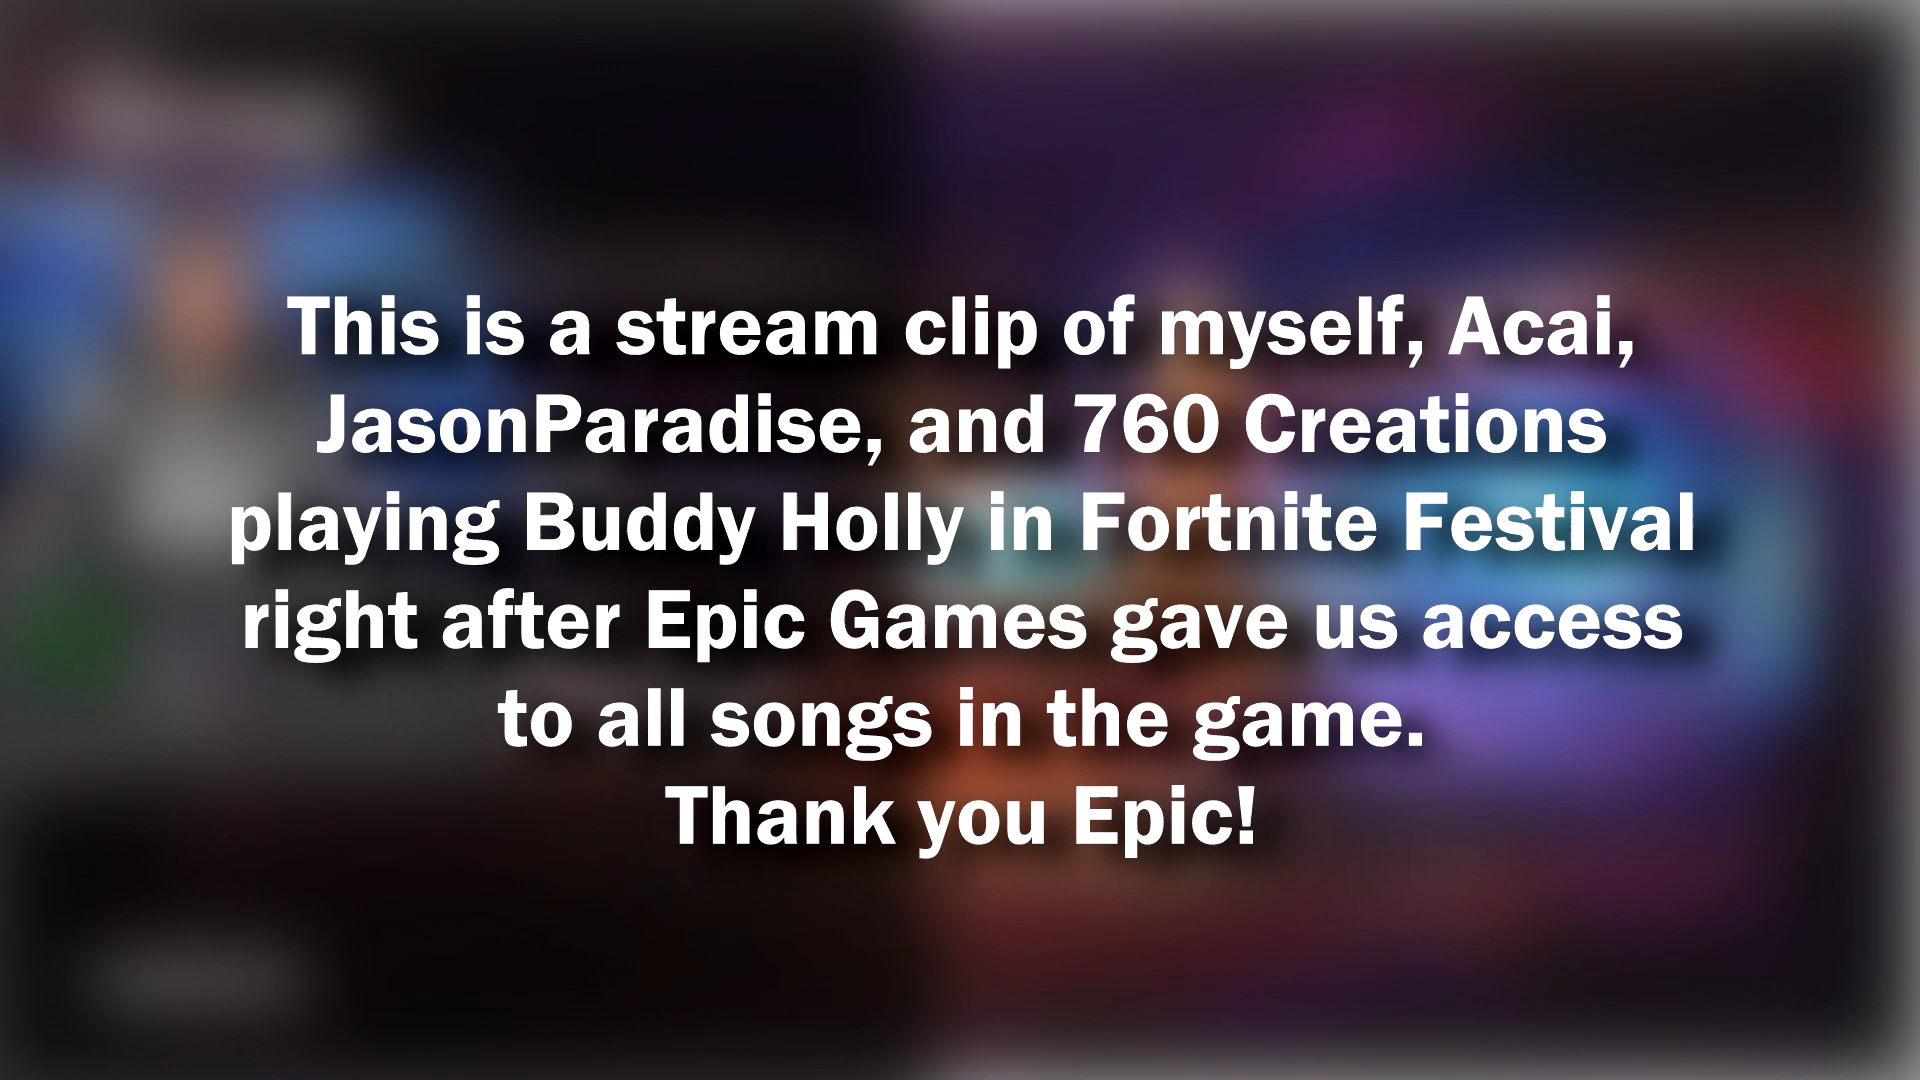 This is a stream clip of myself, Acai,
JasonParadise, and 760 Creations
playing Buddy Holly in Fortnite Festival
right after Epic Games gave us access
to all songs in the game.
Thank you Epic!